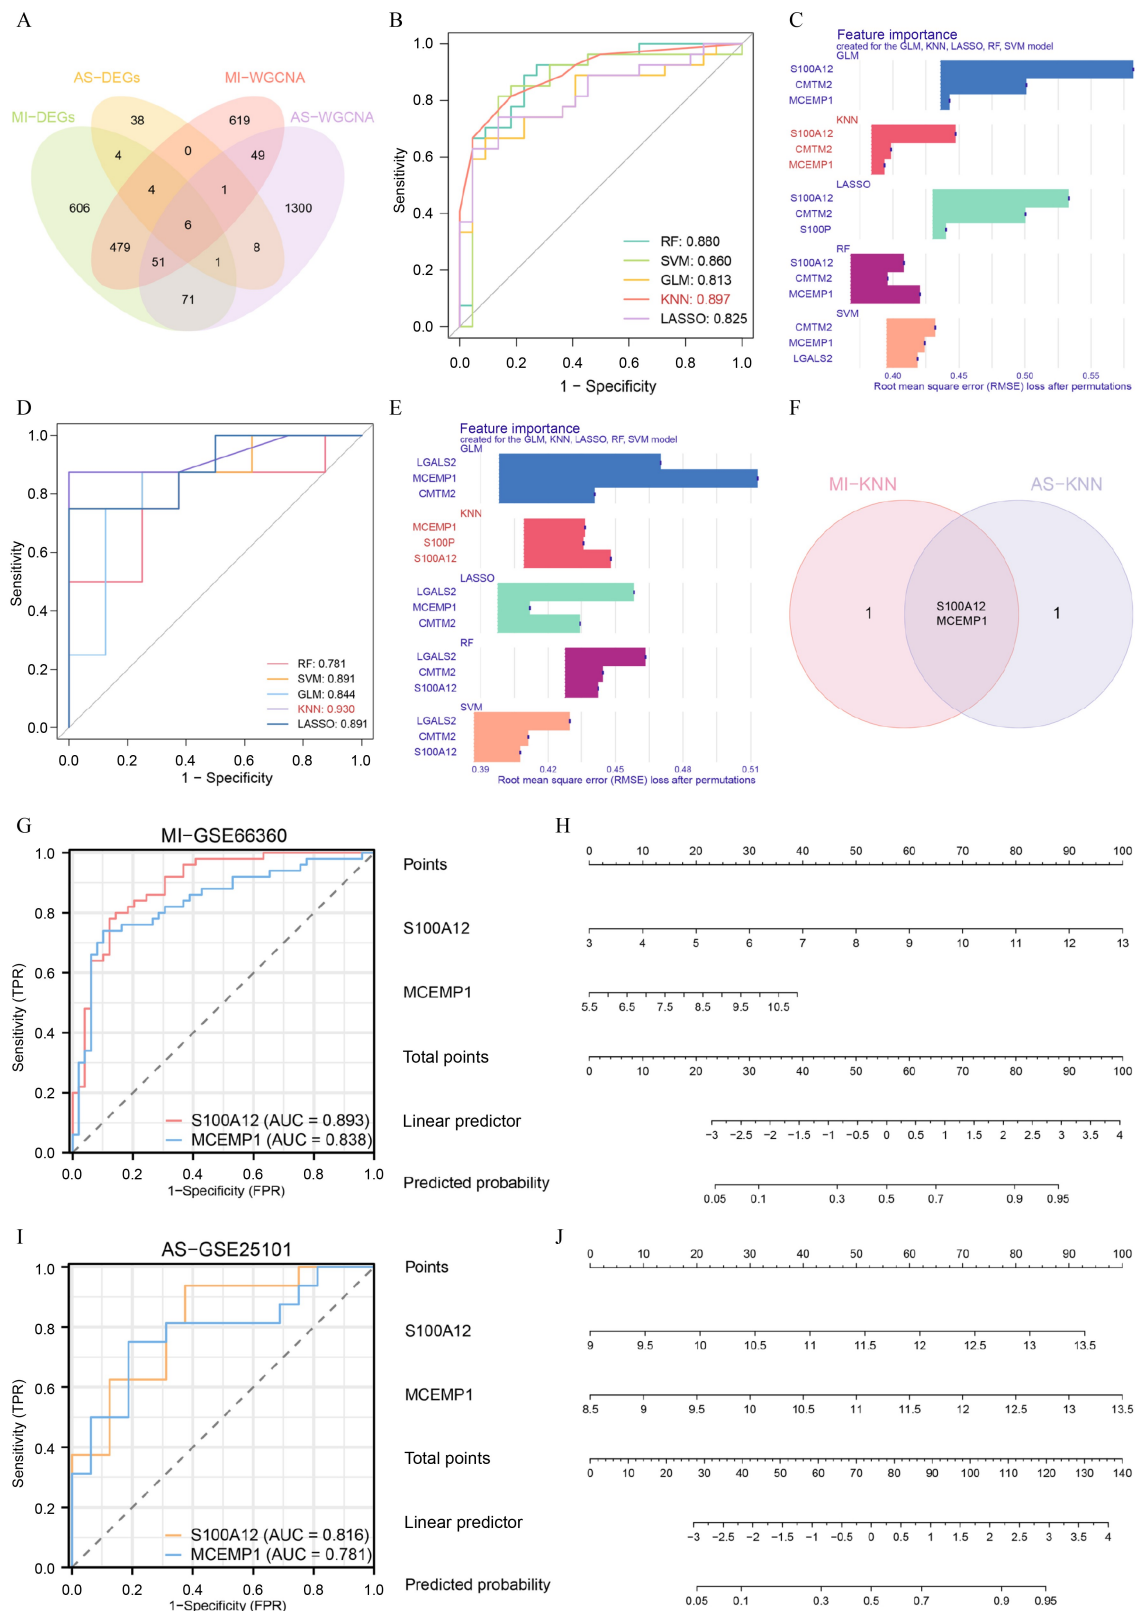 A
AS−DEGs
MI−WGCNA
MI−DEGs
AS−WGCNA
38
619
4
0
49
4
1
606
6
1300
479
8
51
1
71
B
1.0
0.8
0.6
0.4
0.2
0.0
Sensitivity
RF: 0.880
SVM: 0.860
GLM: 0.813
KNN: 0.897
LASSO: 0.825
0.0 0.2 0.4 0.6 0.8 1.0
1 − Specificity
C
Feature importance
created for the GLM, KNN, LASSO, RF, SVM model
GLM
S100A12
CMTM2
MCEMP1
KNN
S100A12
CMTM2
MCEMP1
LASSO
S100A12
CMTM2
S100P
RF
S100A12
CMTM2
MCEMP1
SVM
CMTM2
MCEMP1
LGALS2
0.40 0.45 0.50 0.55
Root mean square error (RMSE) loss after permutations
D
1.0
0.8
0.6
0.4
0.2
0.0
Sensitivity
RF: 0.781
SVM: 0.891
GLM: 0.844
KNN: 0.930
LASSO: 0.891
0.0 0.2 0.4 0.6 0.8 1.0
1 − Specificity
E
Feature importance
created for the GLM, KNN, LASSO, RF, SVM model
GLM
LGALS2
MCEMP1
CMTM2
KNN
MCEMP1
S100P
S100A12
LASSO
LGALS2
MCEMP1
CMTM2
RF
LGALS2
CMTM2
S100A12
SVM
LGALS2
CMTM2
S100A12
0.39 0.42 0.45 0.48 0.51
Root mean square error (RMSE) loss after permutations
F
MI−KNN
AS−KNN
1
S100A12
MCEMP1
1
G
MI−GSE66360
1.0
0.8
0.6
0.4
0.2
0.0
Sensitivity (TPR)
S100A12 (AUC = 0.893)
MCEMP1 (AUC = 0.838)
0.0 0.2 0.4 0.6 0.8 1.0
1−Specificity (FPR)
H
Points
0 10 20 30 40 50 60 70 80 90 100
S100A12
3 4 5 6 7 8 9 10 11 12 13
MCEMP1
5.5 6.5 7.5 8.5 9.5 10.5
Total points
0 10 20 30 40 50 60 70 80 90 100
Linear predictor
−3 −2.5 −2 −1.5 −1 −0.5 0 0.5 1 1.5 2 2.5 3 3.5 4
Predicted probability
0.05 0.1 0.3 0.5 0.7 0.9 0.95
I
AS−GSE25101
1.0
0.8
0.6
0.4
0.2
0.0
Sensitivity (TPR)
S100A12 (AUC = 0.816)
MCEMP1 (AUC = 0.781)
0.0 0.2 0.4 0.6 0.8 1.0
1−Specificity (FPR)
J
Points
0 10 20 30 40 50 60 70 80 90 100
S100A12
9 9.5 10 10.5 11 11.5 12 12.5 13.5
MCEMP1
8.5 9 9.5 10 10.5 11 11.5 12 12.5 13 13.5
Total points
0 10 20 30 40 50 60 70 80 90 100 110 120 130 140
Linear predictor
−3 −2.5 −2 −1.5 −1 −0.5 0 0.5 1 1.5 2 2.5 3 3.5 4
Predicted probability
0.05 0.1 0.3 0.5 0.7 0.9 0.95